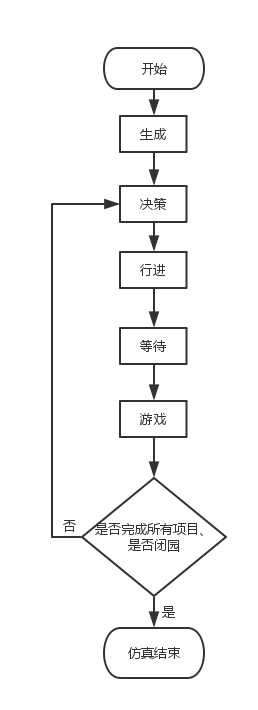 开始
生成
决策
行进
等待
游戏
是否完成所有项目、
是否闭园
否
是
仿真结束